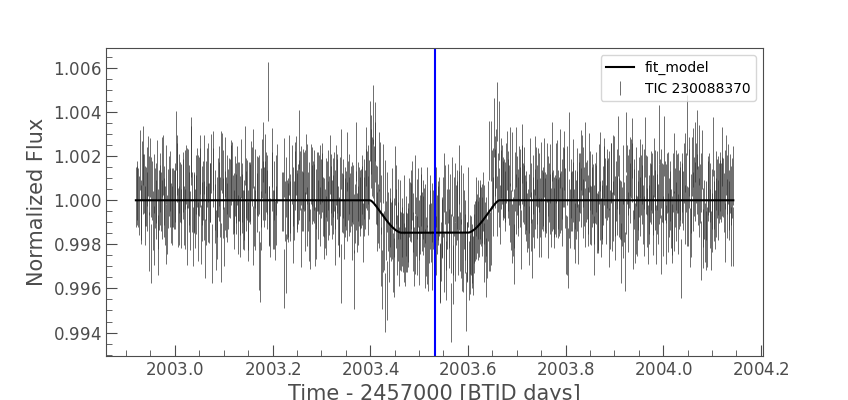 1.006
1.004
1.002
1.000
0.998
0.996
0.994
Normalized Flux
fit_model
TIC 230088370
2003.0 2003.2 2003.4 2003.6 2003.8 2004.0 2004.2
Time - 2457000 [BTJD days]